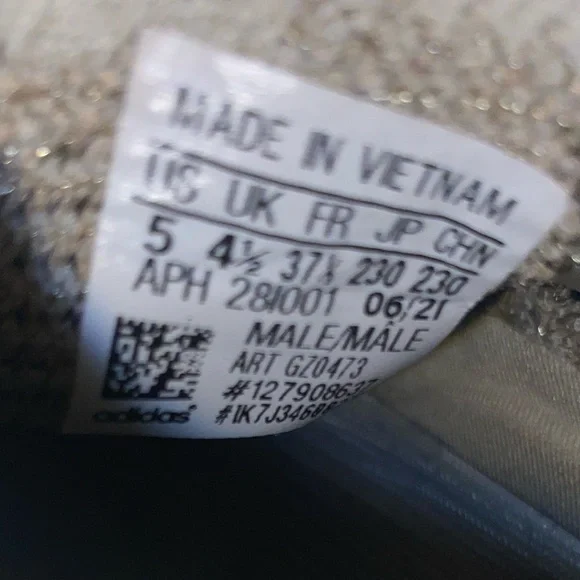 MADE IN VIETNAM
US UK FR JP CHN
5 4½ 37⅓ 230 230
APH 281001 06/21
MALE/MÂLE
ART GZ0473
adidas